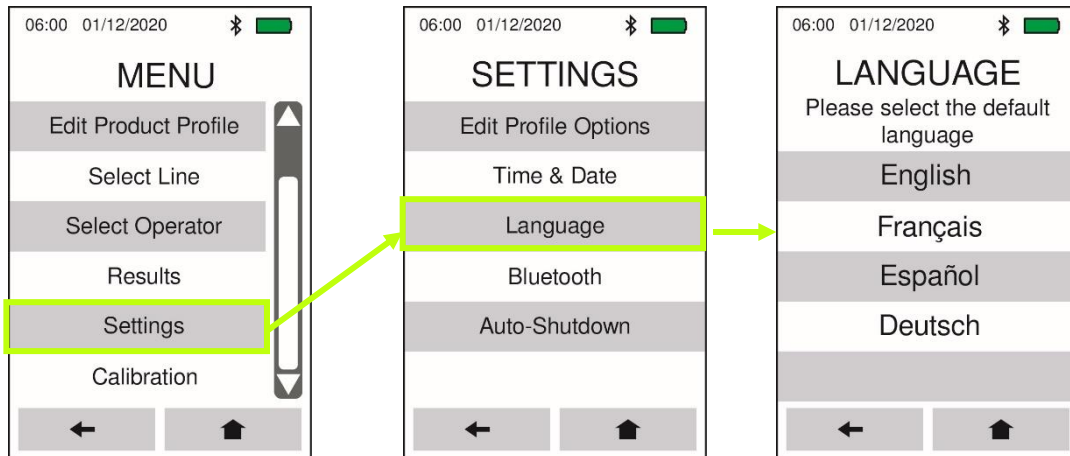 06:00 01/12/2020
MENU
Edit Product Profile
Select Line
Select Operator
Results
Settings
Calibration
06:00 01/12/2020
SETTINGS
Edit Profile Options
Time & Date
Language
Bluetooth
Auto-Shutdown
06:00 01/12/2020
LANGUAGE
Please select the default
language
English
Français
Español
Deutsch